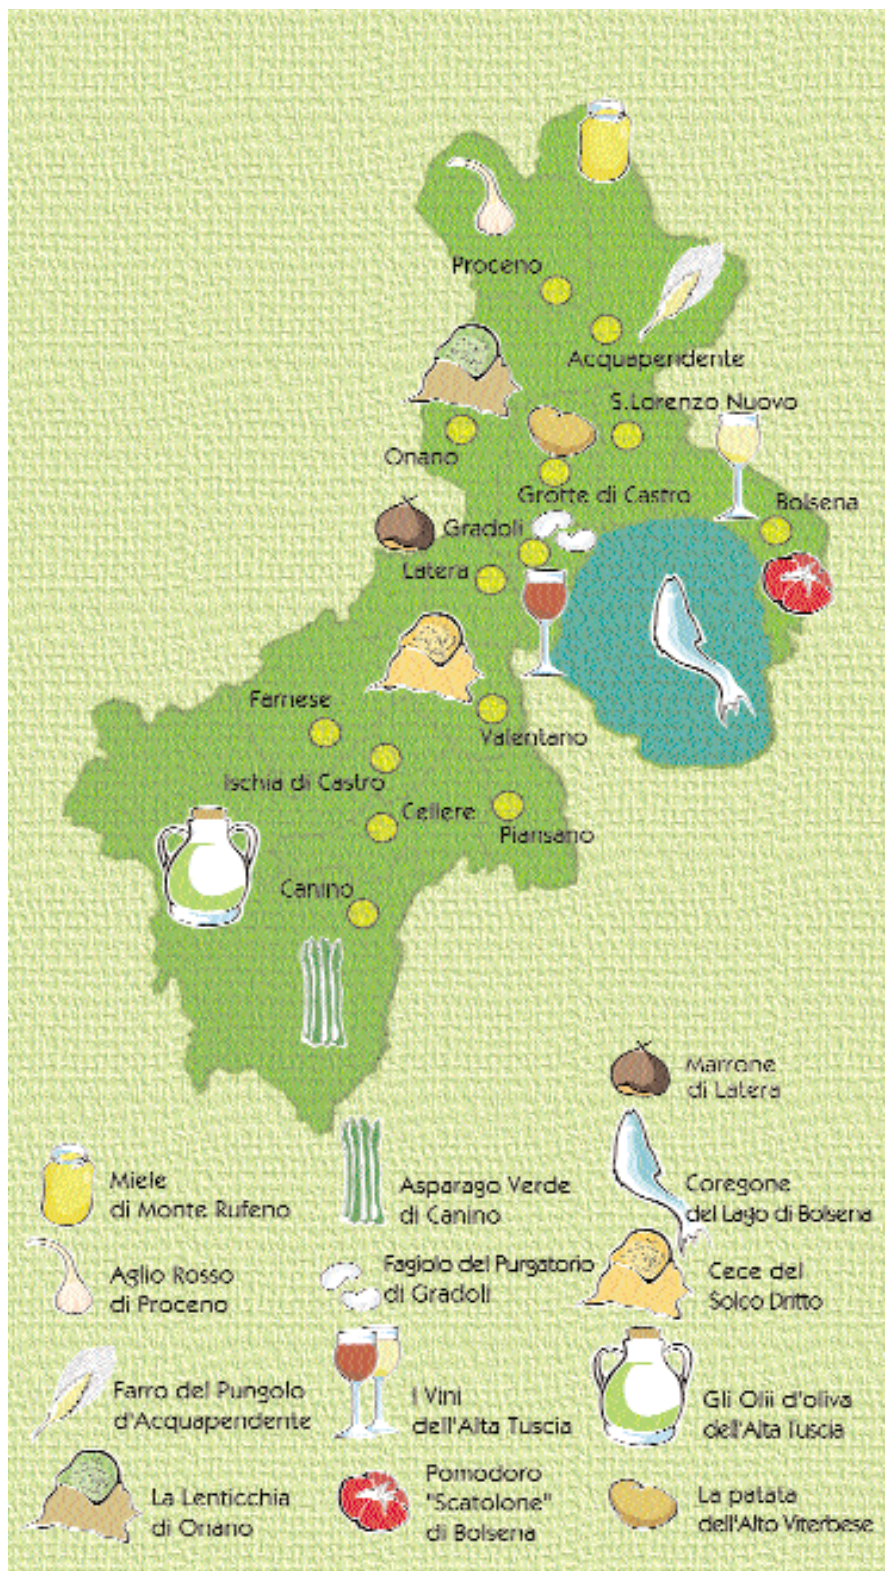 Proceno
Acquapendente
S.Lorenzo Nuovo
Onano
Grotte di Castro
Bolsena
Gradoli
Latera
Farnese
Valentano
Ischia di Castro
Cellere
Piansano
Canino
Marrone
di Latera
Miele
di Monte Rufeno
Asparago Verde
di Canino
Coregone
del Lago di Bolsena
Aglio Rosso
di Proceno
Fagiolo del Purgatorio
di Gradoli
Cece del
Solco Dritto
Farro del Pungolo
d'Acquapendente
I Vini
dell'Alta Tuscia
Gli Olii d'oliva
dell'Alta Tuscia
La Lenticchia
di Onano
Pomodoro
"Scatolone"
di Bolsena
La patata
dell'Alto Viterbese